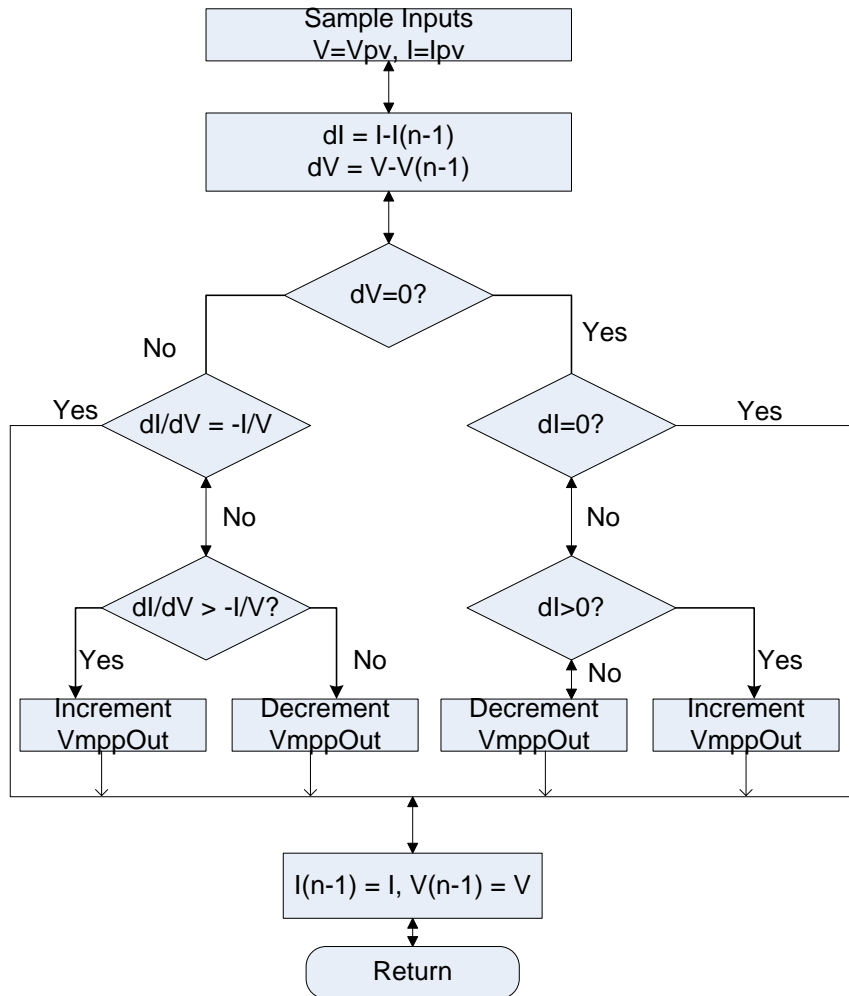 Sample Inputs
V=Vpv, I=Ipv
dI = I-I(n-1)
dV = V-V(n-1)
dV=0?
No
Yes
Yes
dI/dV = -I/V
dI=0?
Yes
No
No
dI/dV > -I/V?
dI>0?
Yes
No
No
Yes
Increment
VmppOut
Decrement
VmppOut
Decrement
VmppOut
Increment
VmppOut
I(n-1) = I, V(n-1) = V
Return